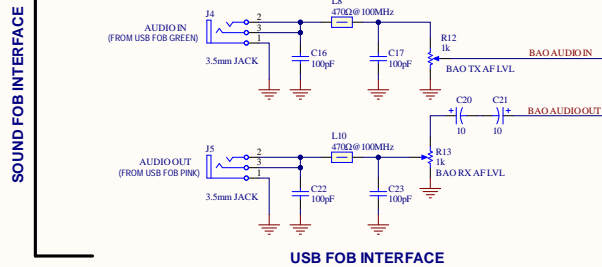 SOUND FOB INTERFACE
L8
470Ω@100MHz
J4
AUDIO IN
(FROM USB FOB GREEN)
2
3
1
3.5mm JACK
C16
100pF
C17
100pF
R12
1k
BAO TX AF LVL
BAO AUDIO IN
C20
10
C21
10
+
+
BAO AUDIO OUT
L10
470Ω@100MHz
J5
AUDIO OUT
(FROM USB FOB PINK)
2
3
1
3.5mm JACK
C22
100pF
C23
100pF
R13
1k
BAO RX AF LVL
USB FOB INTERFACE